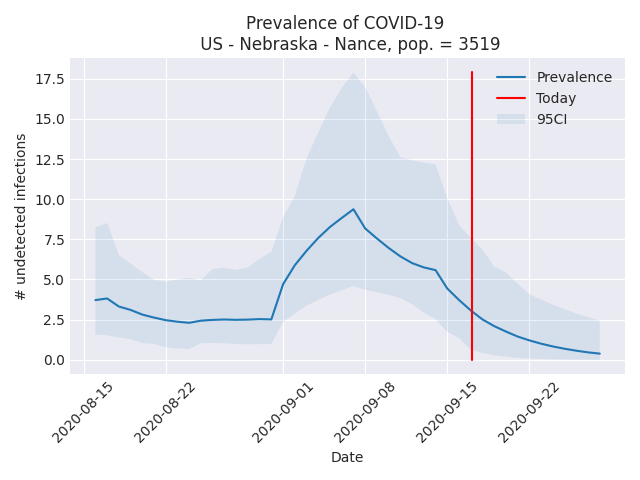 Prevalence of COVID-19
US - Nebraska - Nance, pop. = 3519
Prevalence
Today
95CI
17.5
15.0
12.5
10.0
7.5
5.0
2.5
0.0
# undetected infections
2020-08-15
2020-08-22
2020-09-01
2020-09-08
2020-09-15
2020-09-22
Date